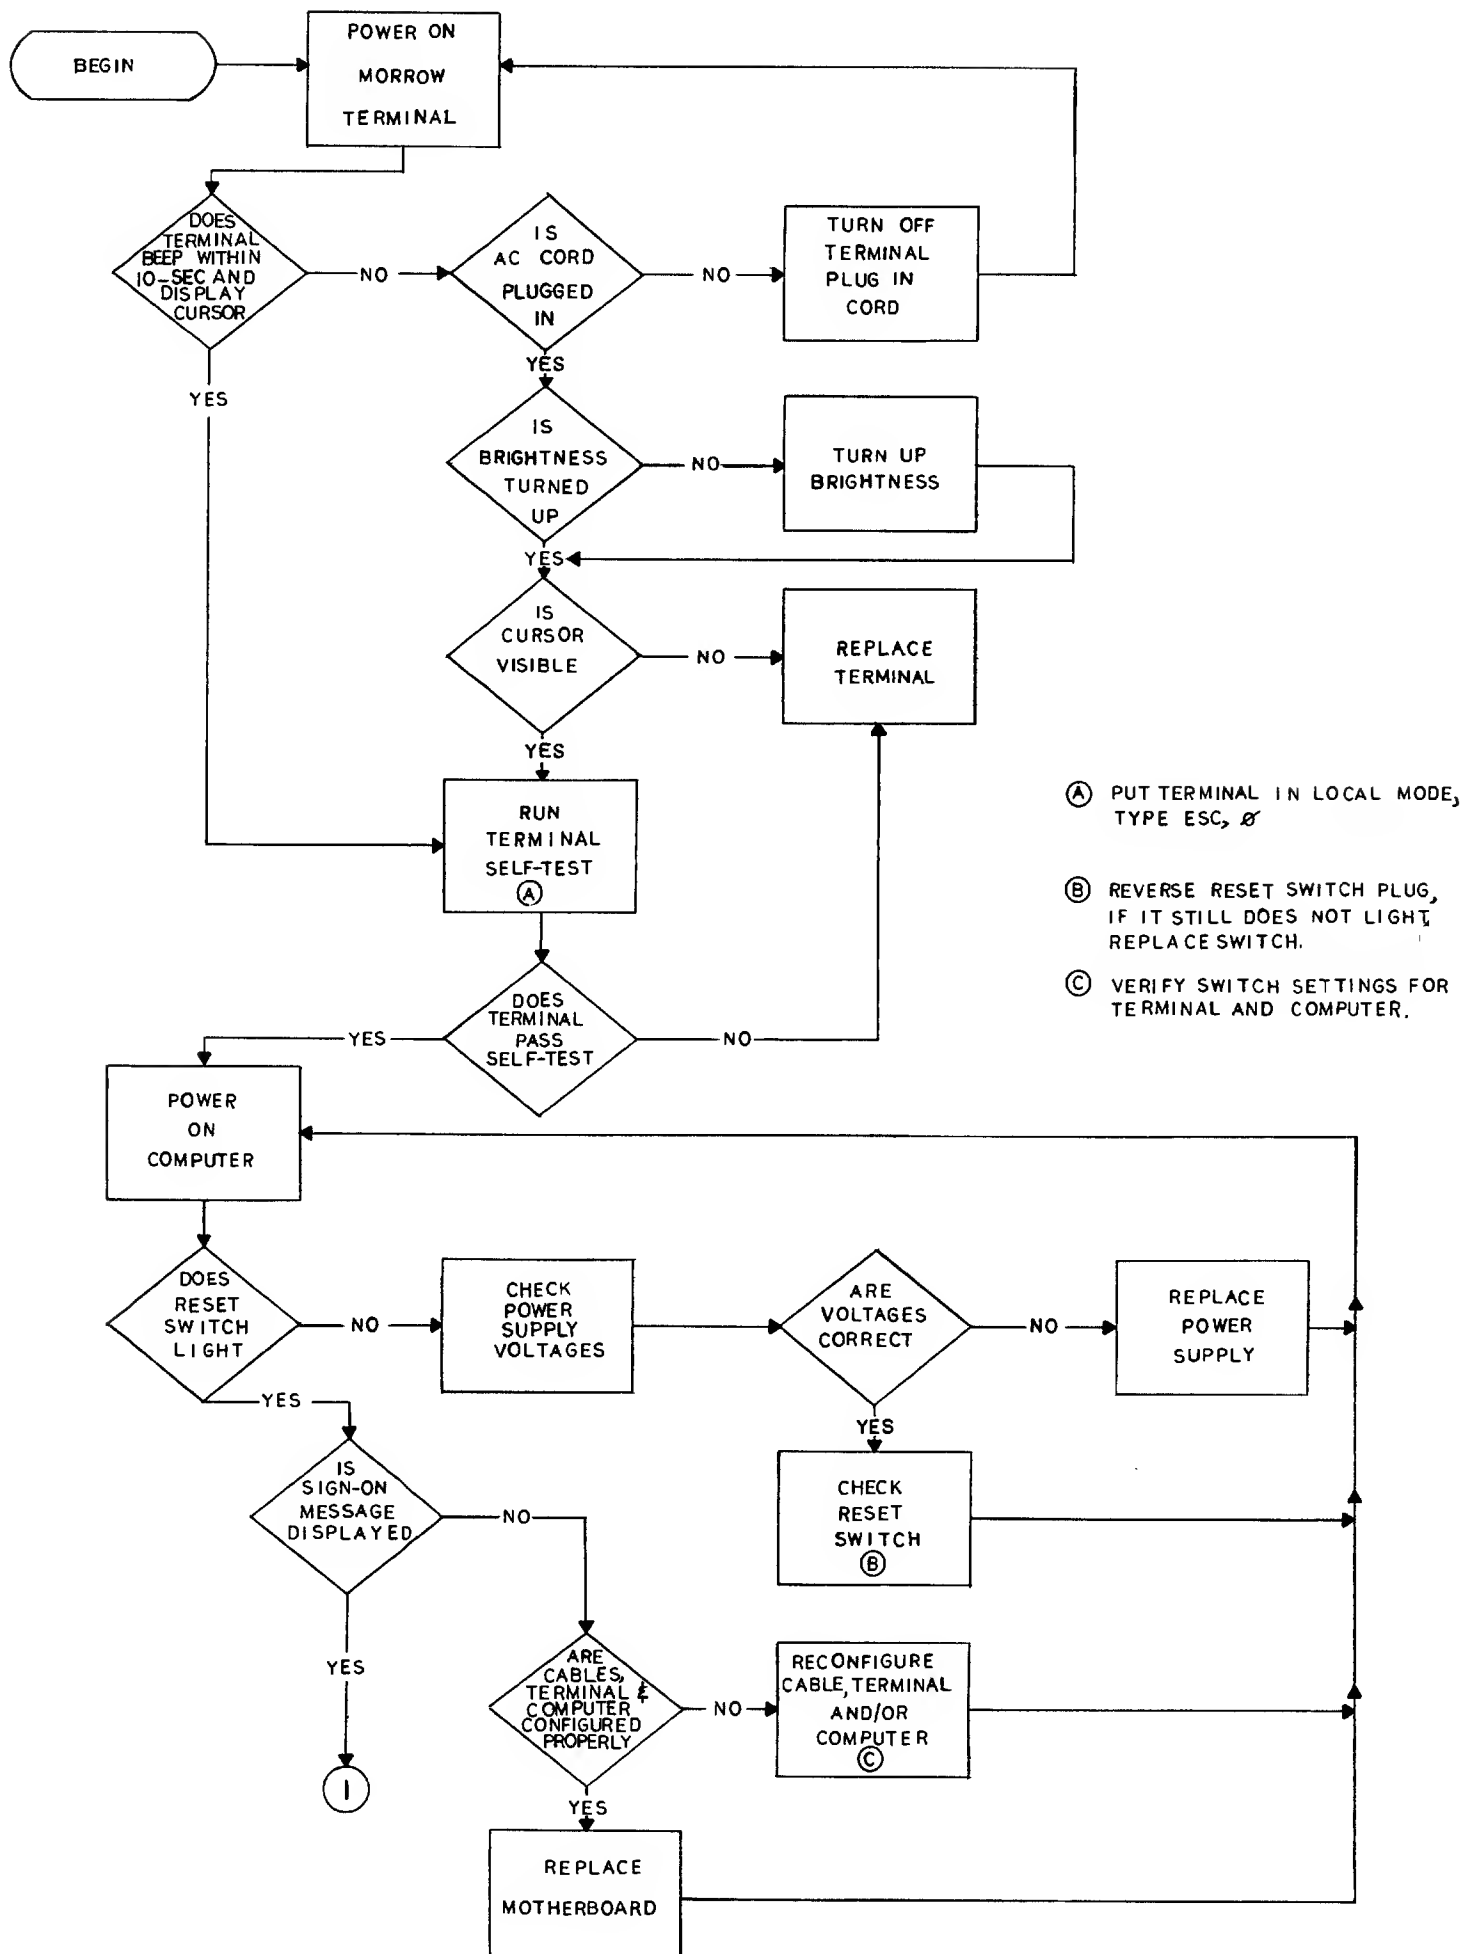 BEGIN
POWER ON
MORROW
TERMINAL
DOES
TERMINAL
BEEP WITHIN
10-SEC AND
DISPLAY
CURSOR
NO
IS
AC CORD
PLUGGED
IN
NO
TURN OFF
TERMINAL
PLUG IN
CORD
YES
YES
IS
BRIGHTNESS
TURNED
UP
NO
TURN UP
BRIGHTNESS
YES
IS
CURSOR
VISIBLE
NO
REPLACE
TERMINAL
YES
RUN
TERMINAL
SELF-TEST
A
A PUT TERMINAL IN LOCAL MODE,
TYPE ESC, Ø
B REVERSE RESET SWITCH PLUG,
IF IT STILL DOES NOT LIGHT,
REPLACE SWITCH.
C VERIFY SWITCH SETTINGS FOR
TERMINAL AND COMPUTER.
DOES
TERMINAL
PASS
SELF-TEST
YES
NO
POWER
ON
COMPUTER
DOES
RESET
SWITCH
LIGHT
NO
CHECK
POWER
SUPPLY
VOLTAGES
ARE
VOLTAGES
CORRECT
NO
REPLACE
POWER
SUPPLY
YES
YES
IS
SIGN-ON
MESSAGE
DISPLAYED
NO
CHECK
RESET
SWITCH
B
YES
ARE
CABLES,
TERMINAL &
COMPUTER
CONFIGURED
PROPERLY
NO
RECONFIGURE
CABLE, TERMINAL
AND/OR
COMPUTER
C
1
YES
REPLACE
MOTHERBOARD